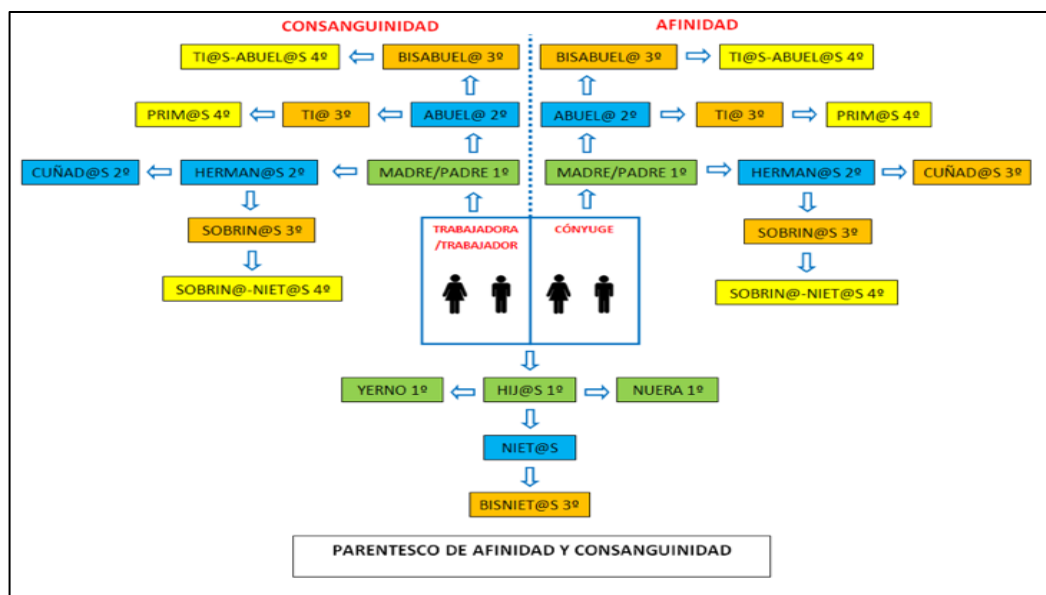 CONSANGUINIDAD
AFINIDAD
TI@S-ABUEL@S 4º
BISABUEL@ 3º
BISABUEL@ 3º
TI@S-ABUEL@S 4º
PRIM@S 4º
TI@ 3º
ABUEL@ 2º
ABUEL@ 2º
TI@ 3º
PRIM@S 4º
CUÑAD@S 2º
HERMAN@S 2º
MADRE/PADRE 1º
MADRE/PADRE 1º
HERMAN@S 2º
CUÑAD@S 3º
SOBRIN@S 3º
TRABAJADORA
/TRABAJADOR
CÓNYUGE
SOBRIN@S 3º
SOBRIN@-NIET@S 4º
SOBRIN@-NIET@S 4º
YERNO 1º
HIJ@S 1º
NUERA 1º
NIET@S
BISNIET@S 3º
PARENTESCO DE AFINIDAD Y CONSANGUINIDAD